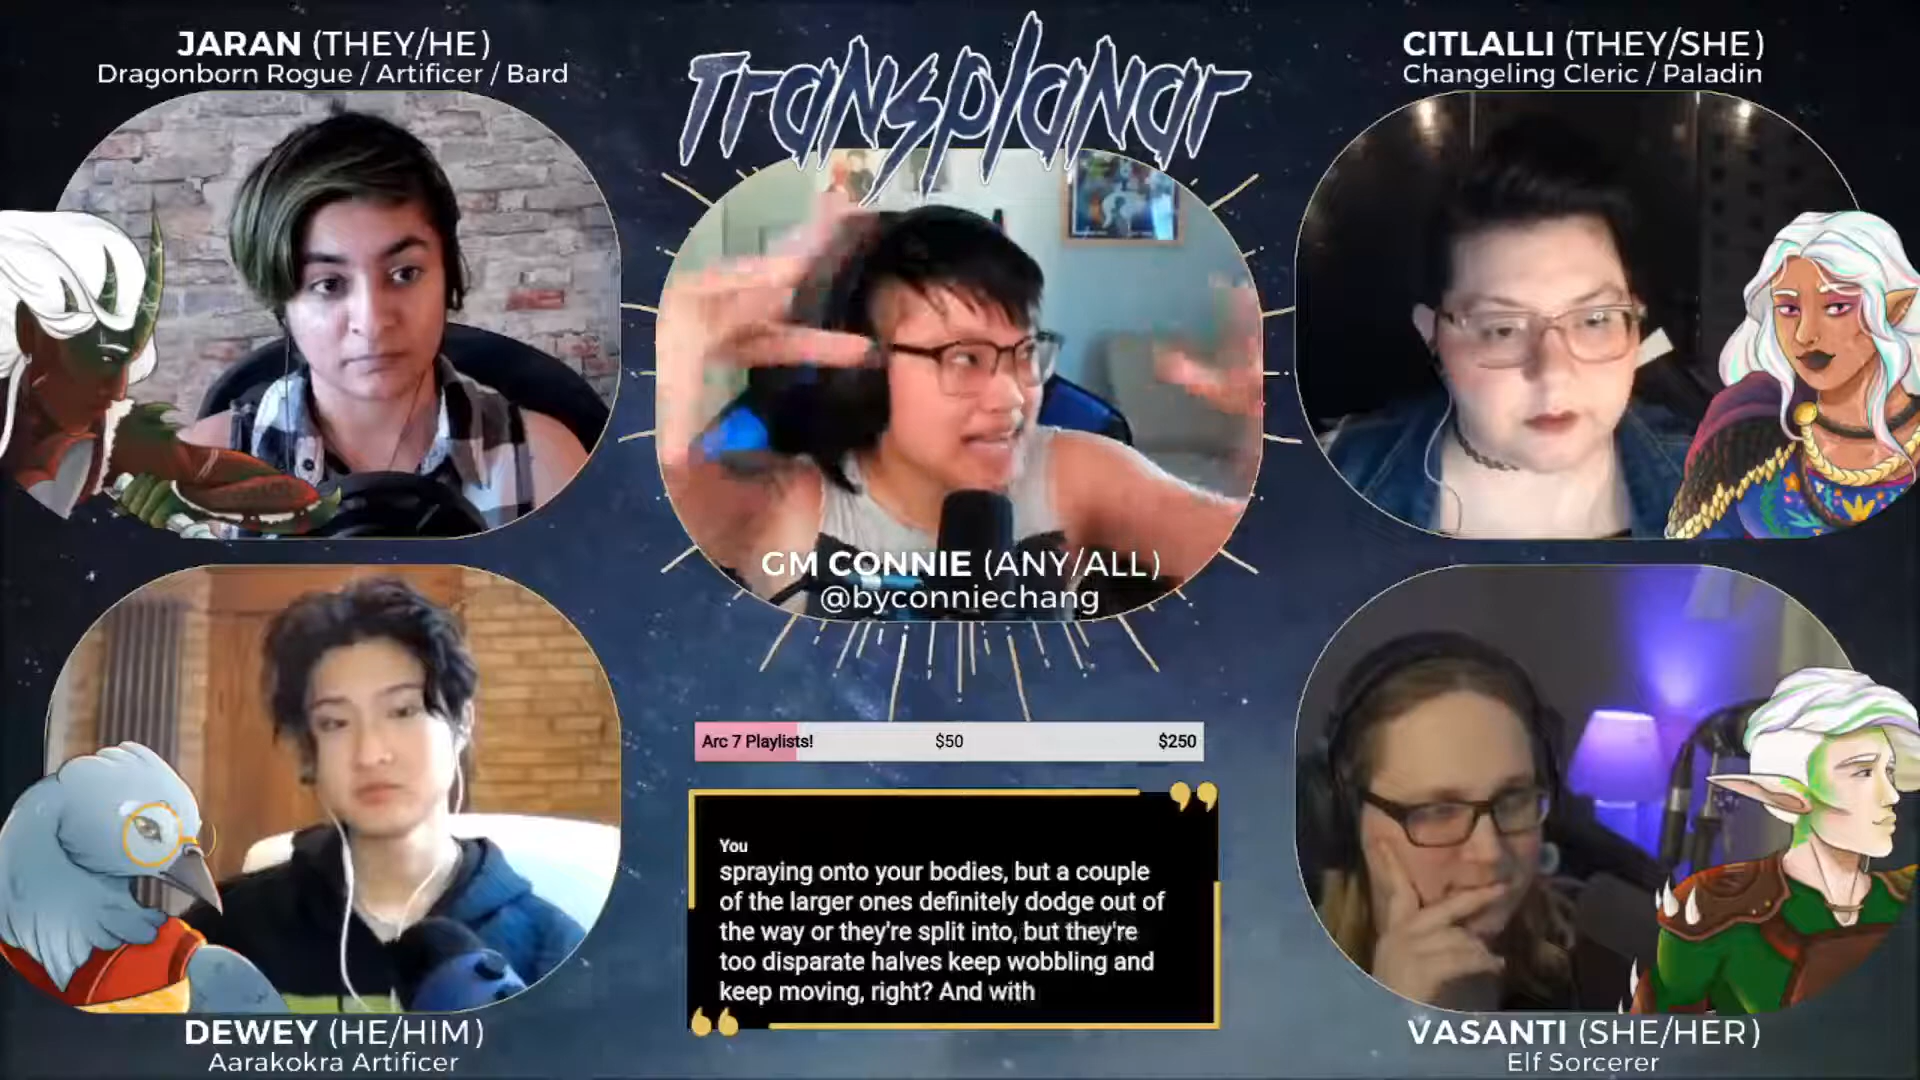 JARAN (THEY/HE)
Dragonborn Rogue / Artificer / Bard
Transplanar
CITLALLI (THEY/SHE)
Changeling Cleric / Paladin
GM CONNIE (ANY/ALL)
@byconniechang
Arc 7 Playlists! $50 $250
You
spraying onto your bodies, but a couple
of the larger ones definitely dodge out of
the way or they're split into, but they're
too disparate halves keep wobbling and
keep moving, right? And with
DEWEY (HE/HIM)
Aarakokra Artificer
VASANTI (SHE/HER)
Elf Sorcerer